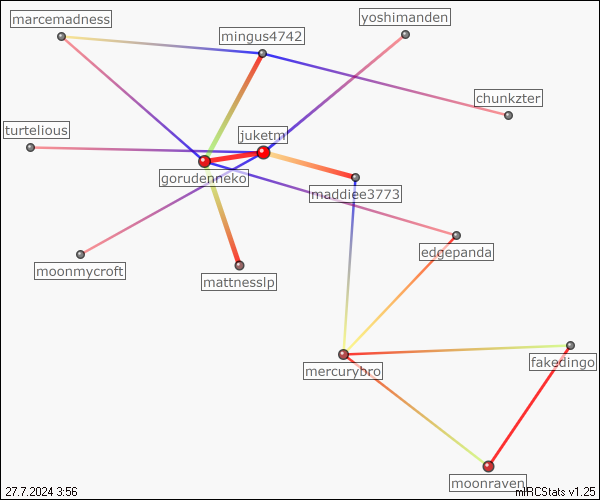 marcemadness
yoshimanden
mingus4742
chunkzter
turtelious
juketm
gorudenneko
maddiee3773
edgepanda
moonmycroft
mattnesslp
fakedingo
mercurybro
moonraven
27.7.2024 3:56
mIRCStats v1.25